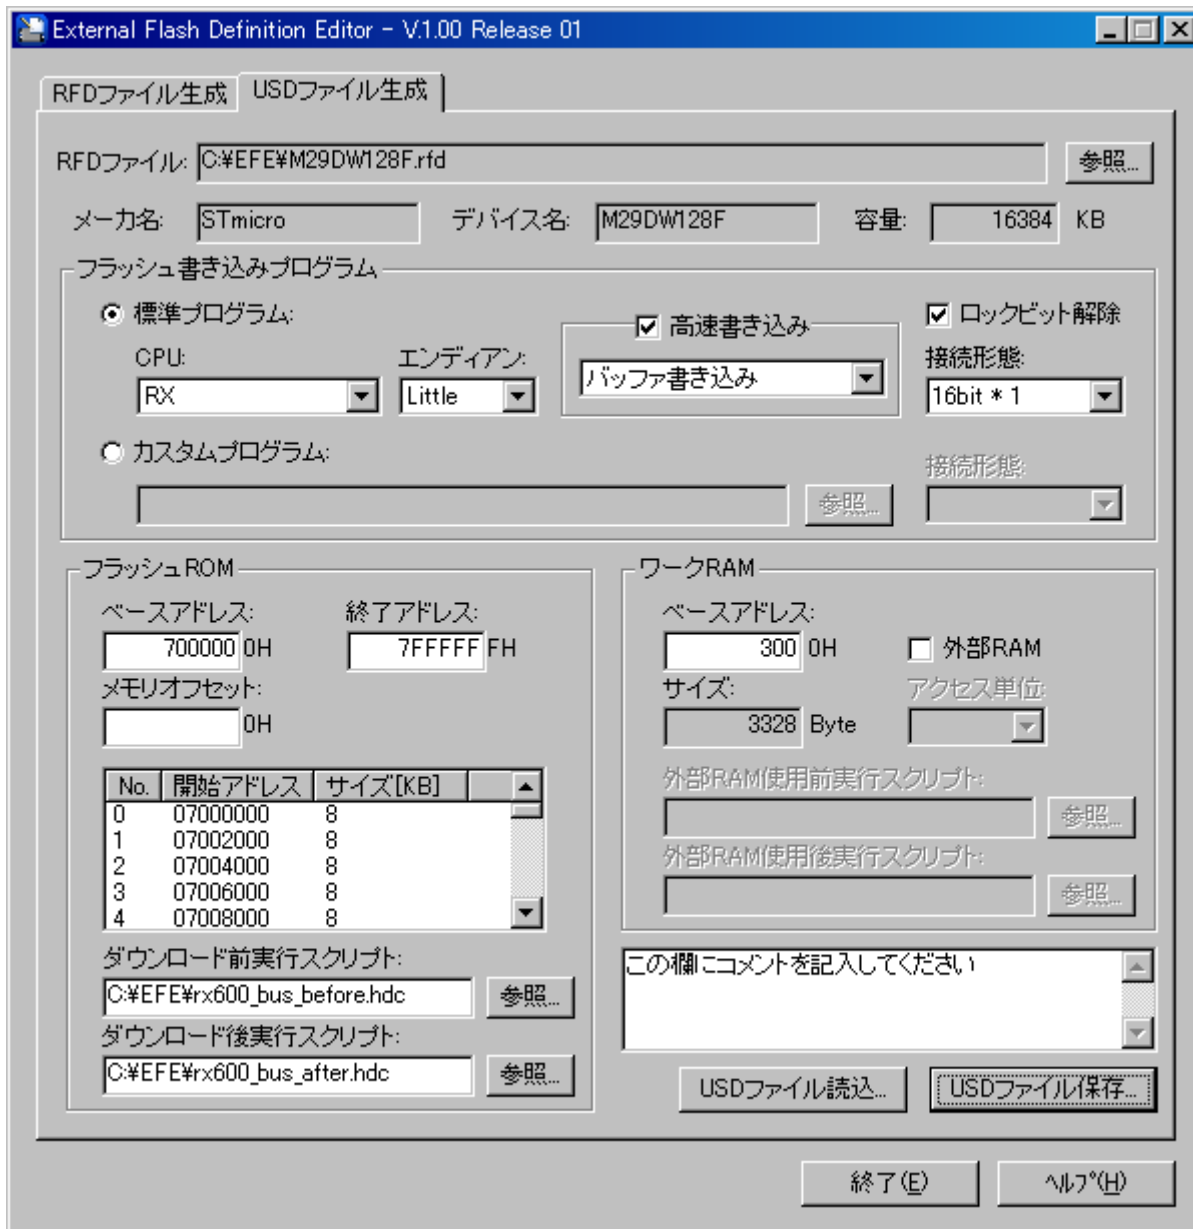 External Flash Definition Editor - V.1.00 Release 01
RFDファイル生成 USDファイル生成
RFDファイル: C:¥EFE¥M29DW128F.rfd 参照...
メーカ名: STmicro デバイス名: M29DW128F 容量: 16384 KB
フラッシュ書き込みプログラム
標準プログラム: 高速書き込み ロックビット解除
CPU: エンディアン: 接続形態:
RX Little バッファ書き込み 16bit * 1
カスタムプログラム: 接続形態:
参照...
フラッシュROM
ベースアドレス: 終了アドレス:
700000 0H 7FFFFF FH
メモリオフセット:
0H
No. 開始アドレス サイズ[KB]
0 07000000 8
1 07002000 8
2 07004000 8
3 07006000 8
4 07008000 8
ダウンロード前実行スクリプト:
C:¥EFE¥rx600_bus_before.hdc 参照...
ダウンロード後実行スクリプト:
C:¥EFE¥rx600_bus_after.hdc 参照...
ワークRAM
ベースアドレス:
300 0H 外部RAM
サイズ: アクセス単位:
3328 Byte
外部RAM使用前実行スクリプト:
参照...
外部RAM使用後実行スクリプト:
参照...
この欄にコメントを記入してください
USDファイル読込... USDファイル保存...
終了(E) ヘルプ(H)